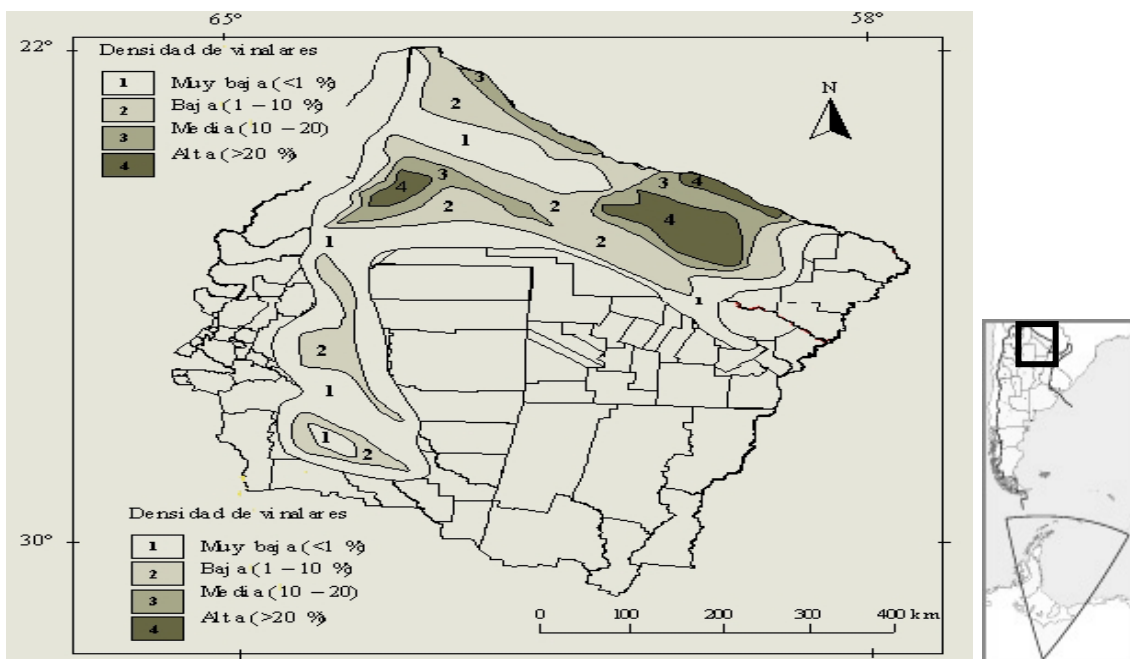 65°
58°
22°
Densidad de vinalares
1 Muy baja (<1 %)
2 Baja (1 – 10 %)
3 Media (10 – 20)
4 Alta (>20 %)
N
3
2
1
3
4
3
4
2
2
4
2
1
1
2
1
1
2
Densidad de vinalares
1 Muy baja (<1 %)
2 Baja (1 – 10 %)
3 Media (10 – 20)
4 Alta (>20 %)
30°
0 100 200 300 400 km